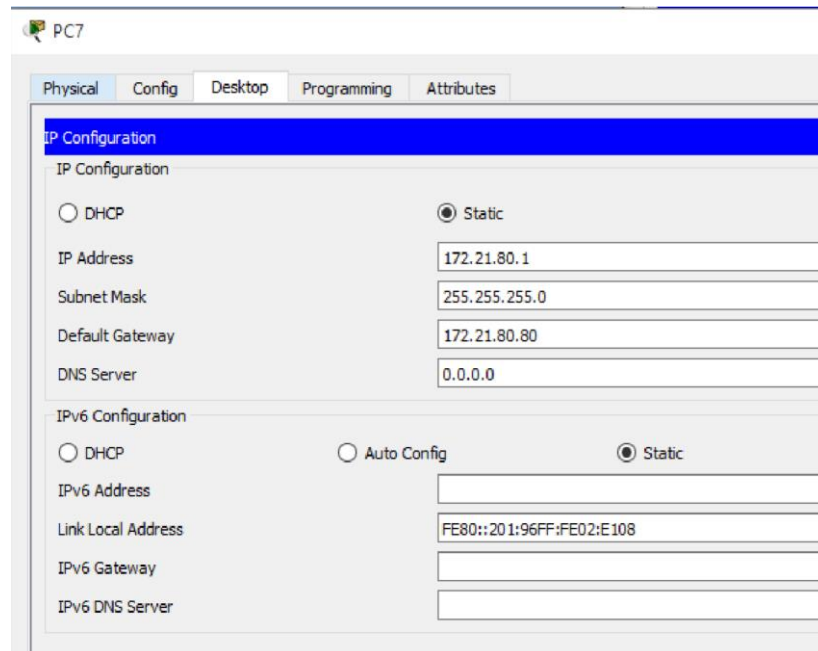 PC7
Physical Config Desktop Programming Attributes
IP Configuration
IP Configuration
DHCP Static
IP Address 172.21.80.1
Subnet Mask 255.255.255.0
Default Gateway 172.21.80.80
DNS Server 0.0.0.0
IPv6 Configuration
DHCP Auto Config Static
IPv6 Address
Link Local Address FE80::201:96FF:FE02:E108
IPv6 Gateway
IPv6 DNS Server